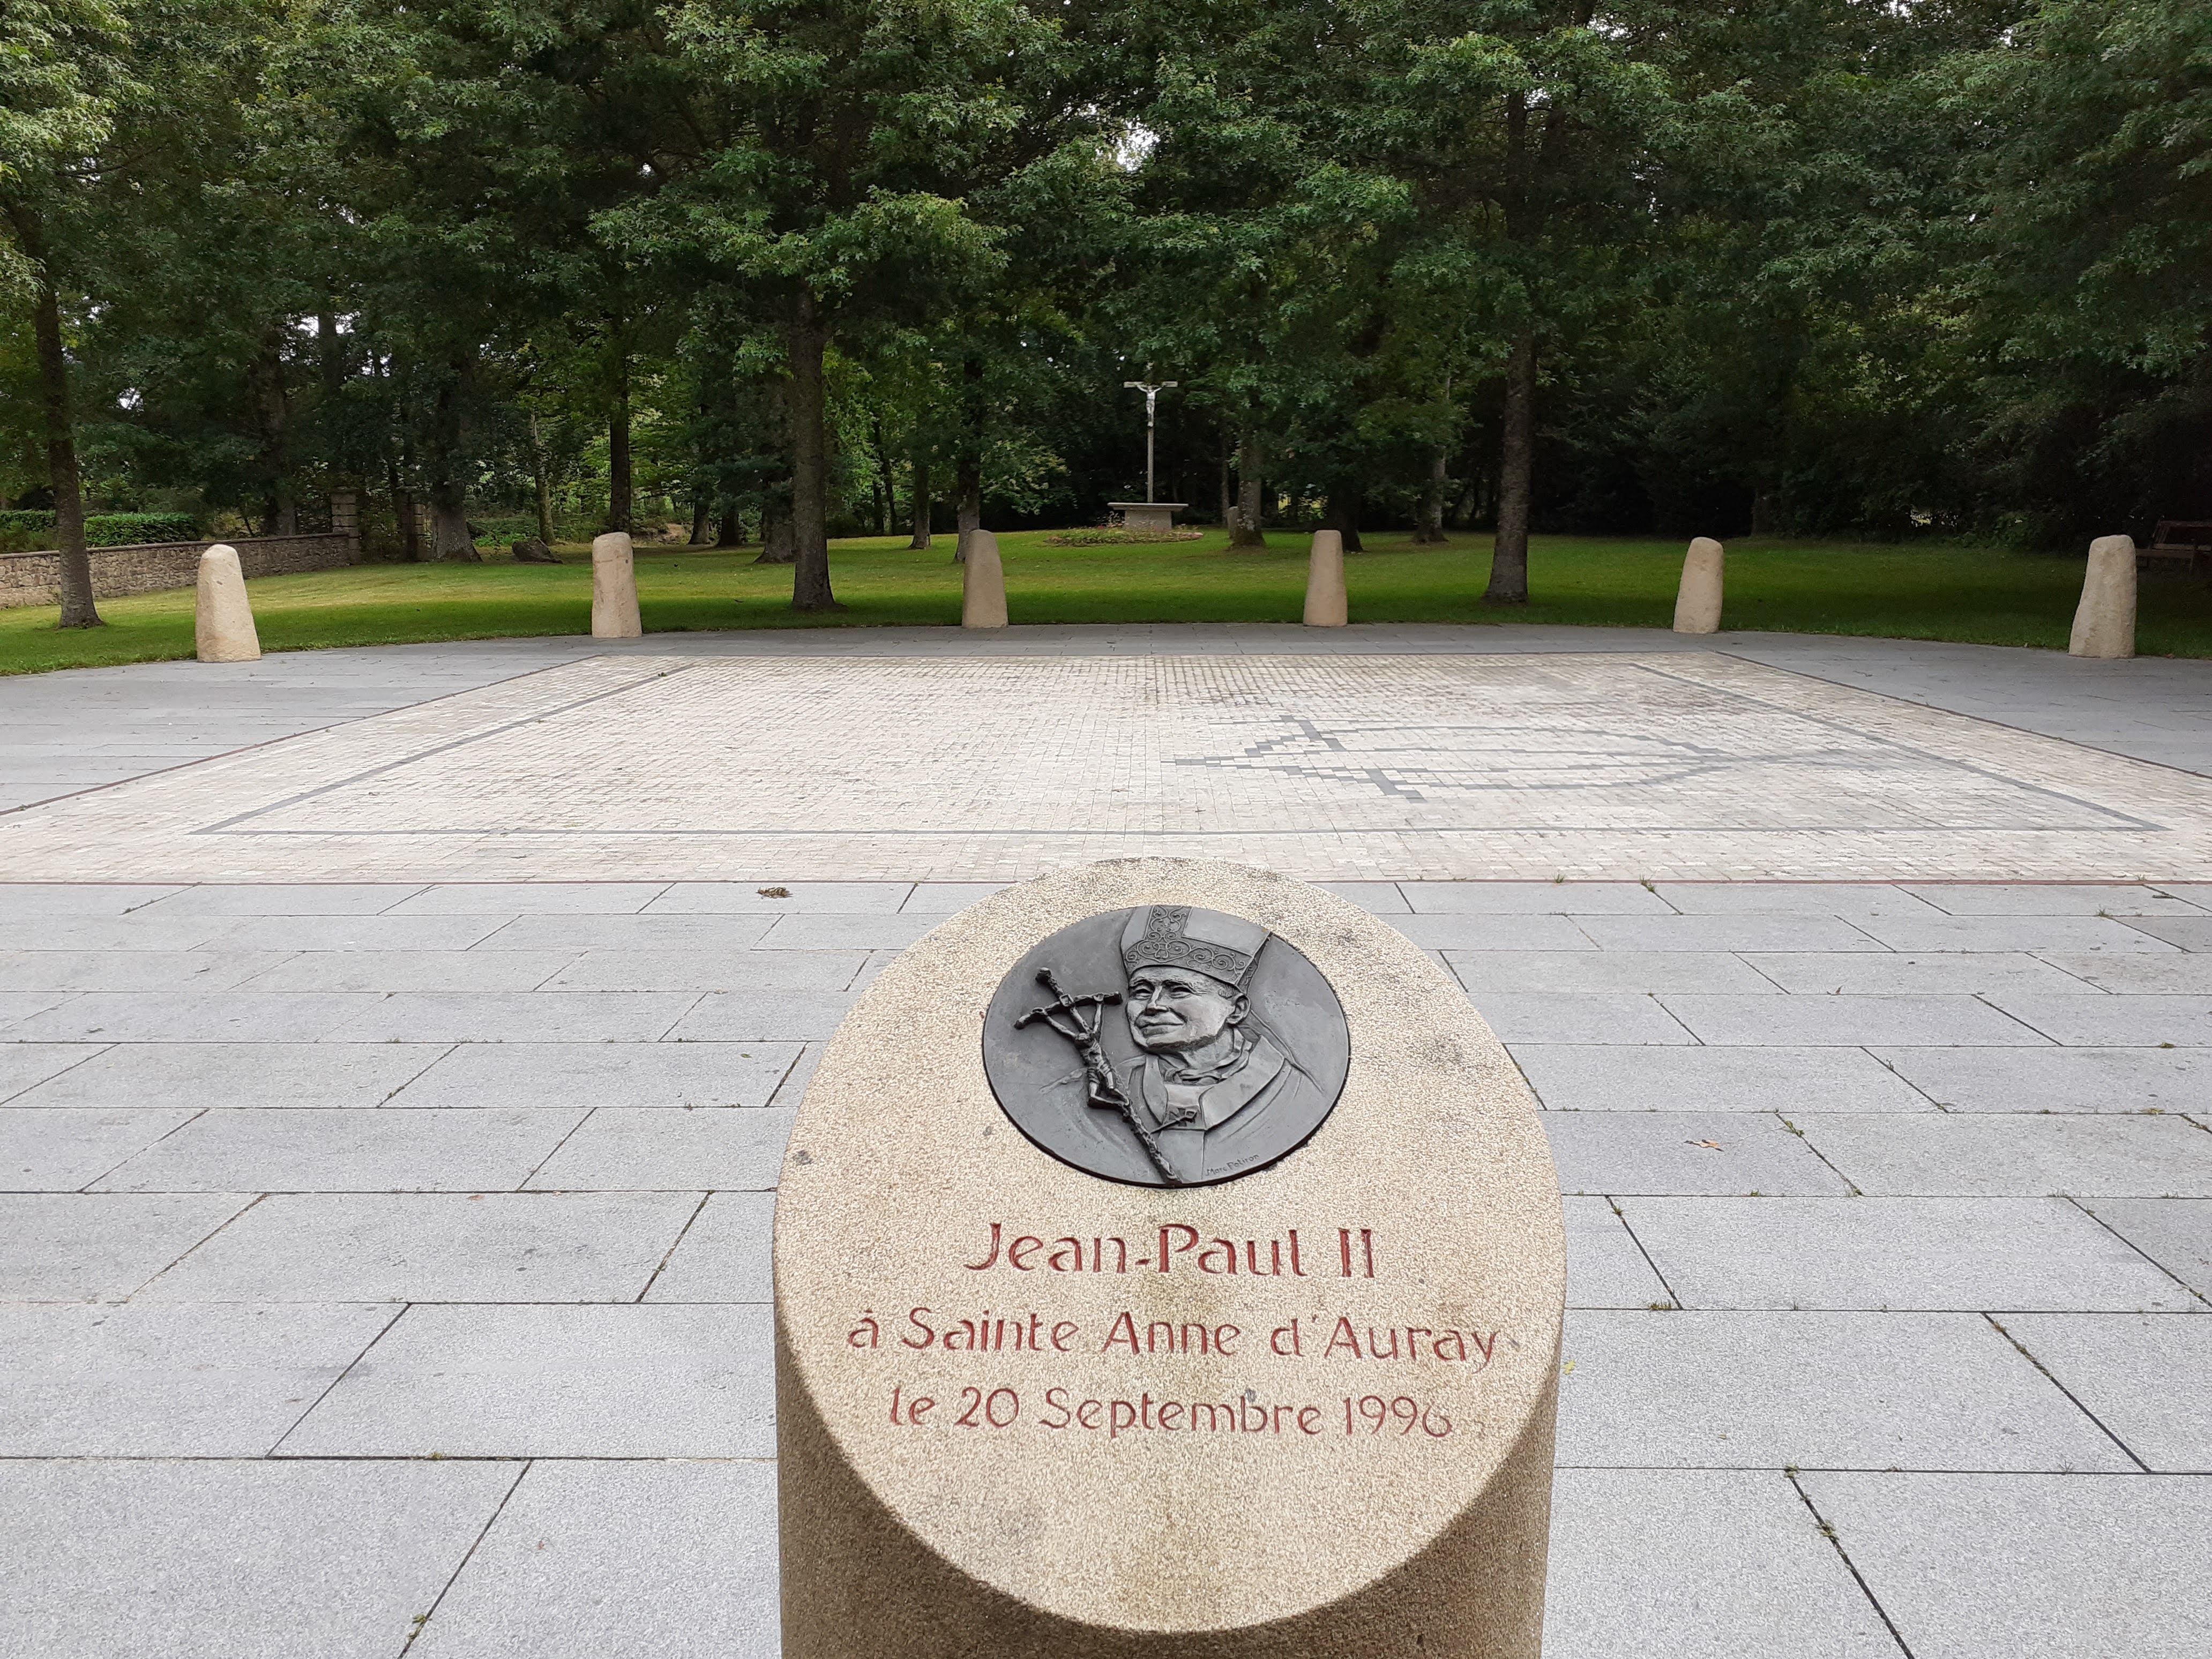 Jean-Paul II
à Sainte Anne d'Auray
le 20 Septembre 1996